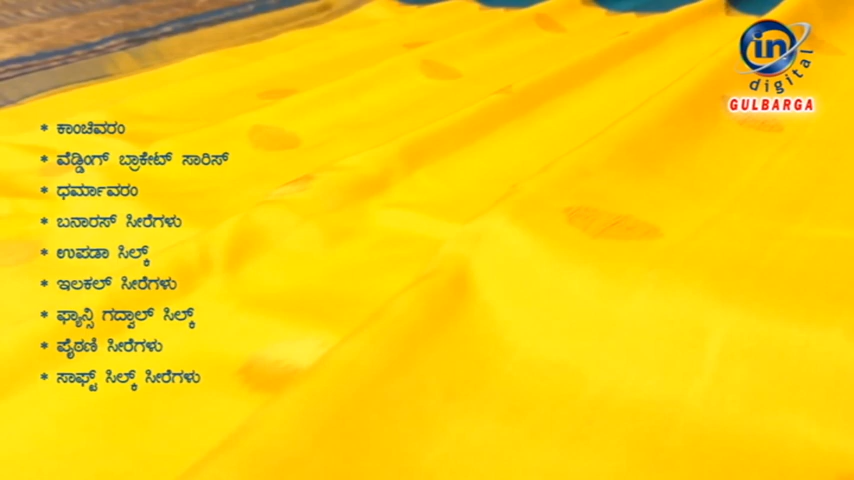 in
digital
GULBARGA
* ಕಾಂಚಿವರಂ
* ವೆಡ್ಡಿಂಗ್ ಬ್ರಾಕೇಟ್ ಸಾರಿಸ್
* ಧರ್ಮಾವರಂ
* ಬನಾರಸ್ ಸೀರೆಗಳು
* ಉಪಡಾ ಸಿಲ್ಕ್
* ಇಲಕಲ್ ಸೀರೆಗಳು
* ಫ್ಯಾನ್ಸಿ ಗದ್ವಾಲ್ ಸಿಲ್ಕ್
* ಪೈಠಣಿ ಸೀರೆಗಳು
* ಸಾಫ್ಟ್ ಸಿಲ್ಕ್ ಸೀರೆಗಳು